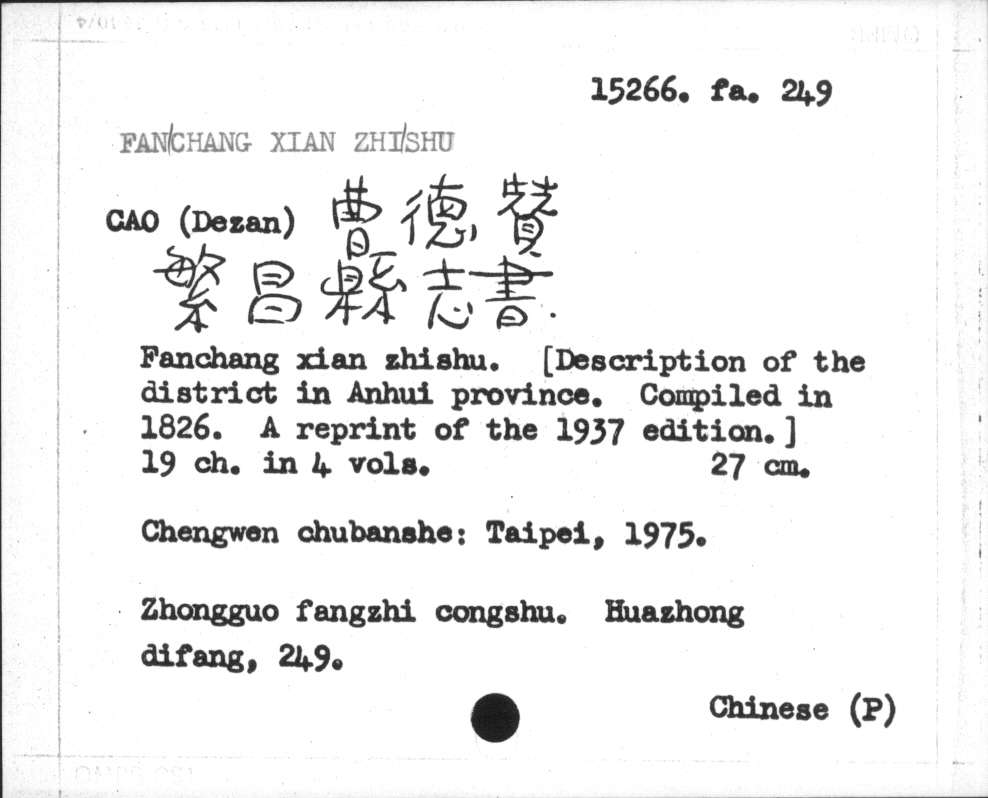 15266. fa. 249
FAN/CHANG XIAN ZHI/SHU
CAO (Dezan) 曹德贊
繁昌縣志書.
Fanchang xian zhishu. [Description of the
district in Anhui province. Compiled in
1826. A reprint of the 1937 edition.]
19 ch. in 4 vols. 27 cm.
Chengwen chubanshe: Taipei, 1975.
Zhongguo fangzhi congshu. Huazhong
difang, 249.
Chinese (P)